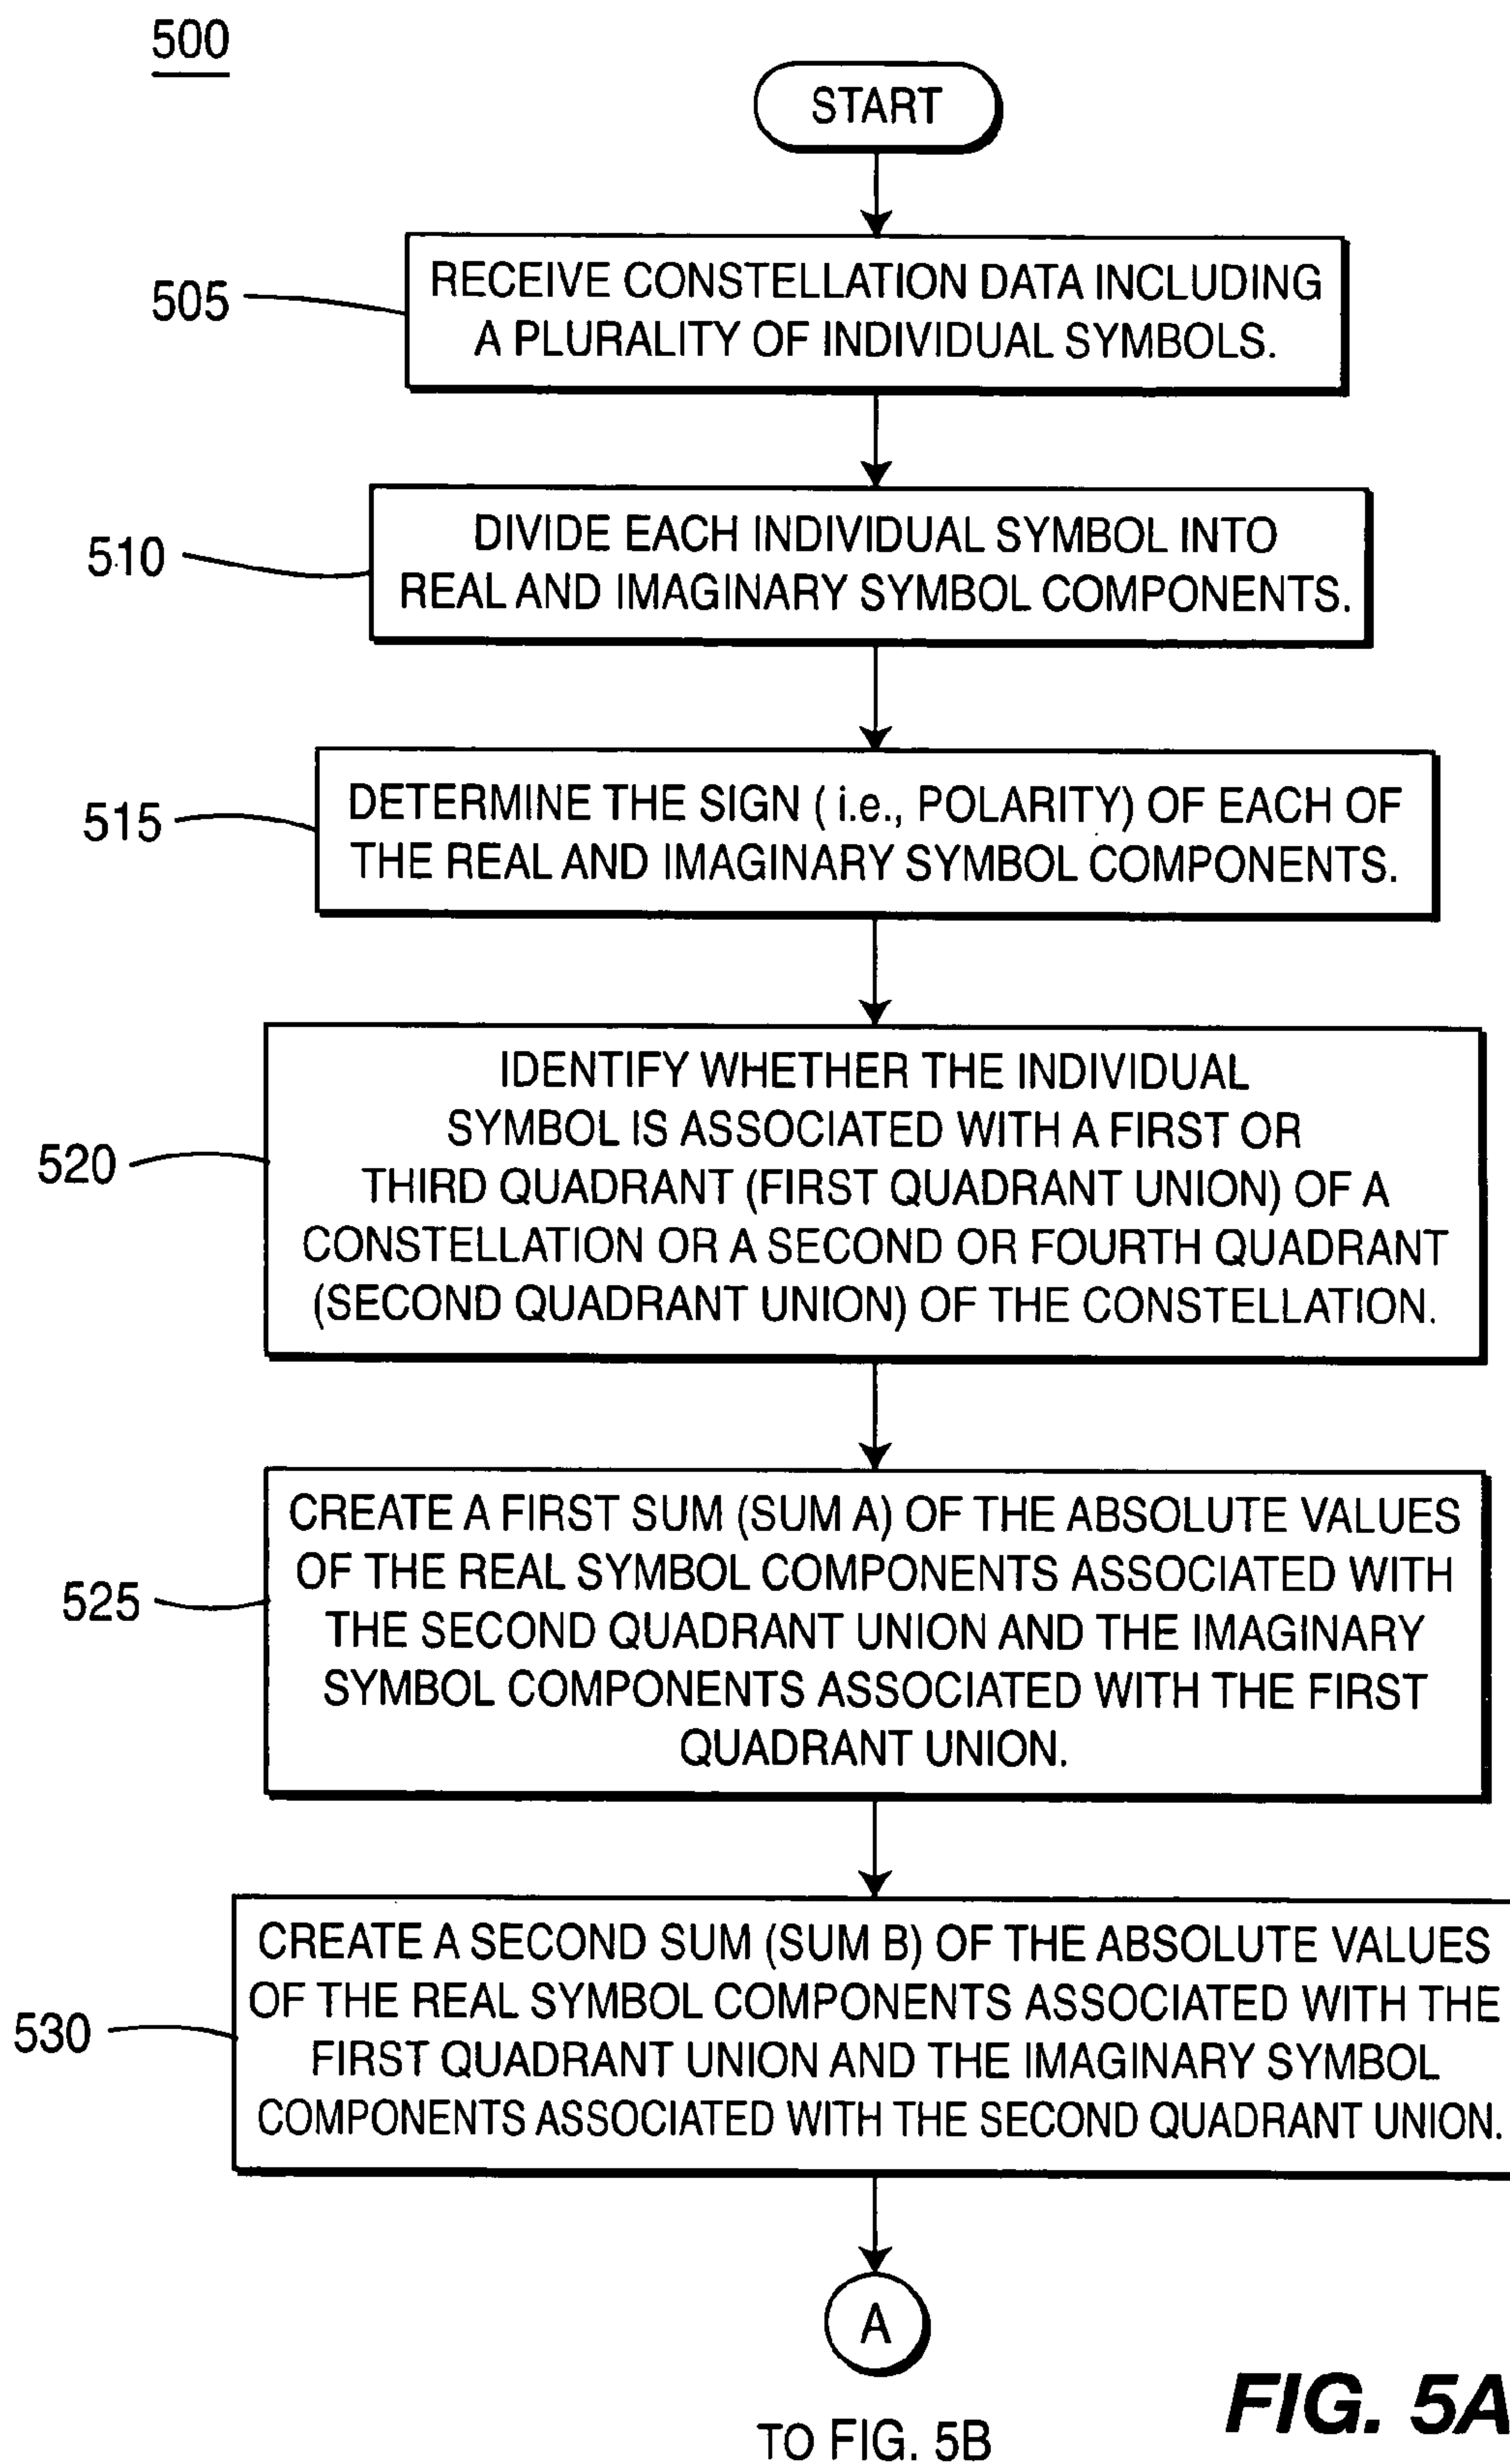 500
START
505
RECEIVE CONSTELLATION DATA INCLUDING
A PLURALITY OF INDIVIDUAL SYMBOLS.
510
DIVIDE EACH INDIVIDUAL SYMBOL INTO
REAL AND IMAGINARY SYMBOL COMPONENTS.
515
DETERMINE THE SIGN ( i.e., POLARITY) OF EACH OF
THE REAL AND IMAGINARY SYMBOL COMPONENTS.
520
IDENTIFY WHETHER THE INDIVIDUAL
SYMBOL IS ASSOCIATED WITH A FIRST OR
THIRD QUADRANT (FIRST QUADRANT UNION) OF A
CONSTELLATION OR A SECOND OR FOURTH QUADRANT
(SECOND QUADRANT UNION) OF THE CONSTELLATION.
525
CREATE A FIRST SUM (SUM A) OF THE ABSOLUTE VALUES
OF THE REAL SYMBOL COMPONENTS ASSOCIATED WITH
THE SECOND QUADRANT UNION AND THE IMAGINARY
SYMBOL COMPONENTS ASSOCIATED WITH THE FIRST
QUADRANT UNION.
530
CREATE A SECOND SUM (SUM B) OF THE ABSOLUTE VALUES
OF THE REAL SYMBOL COMPONENTS ASSOCIATED WITH THE
FIRST QUADRANT UNION AND THE IMAGINARY SYMBOL
COMPONENTS ASSOCIATED WITH THE SECOND QUADRANT UNION.
A
TO FIG. 5B
FIG. 5A